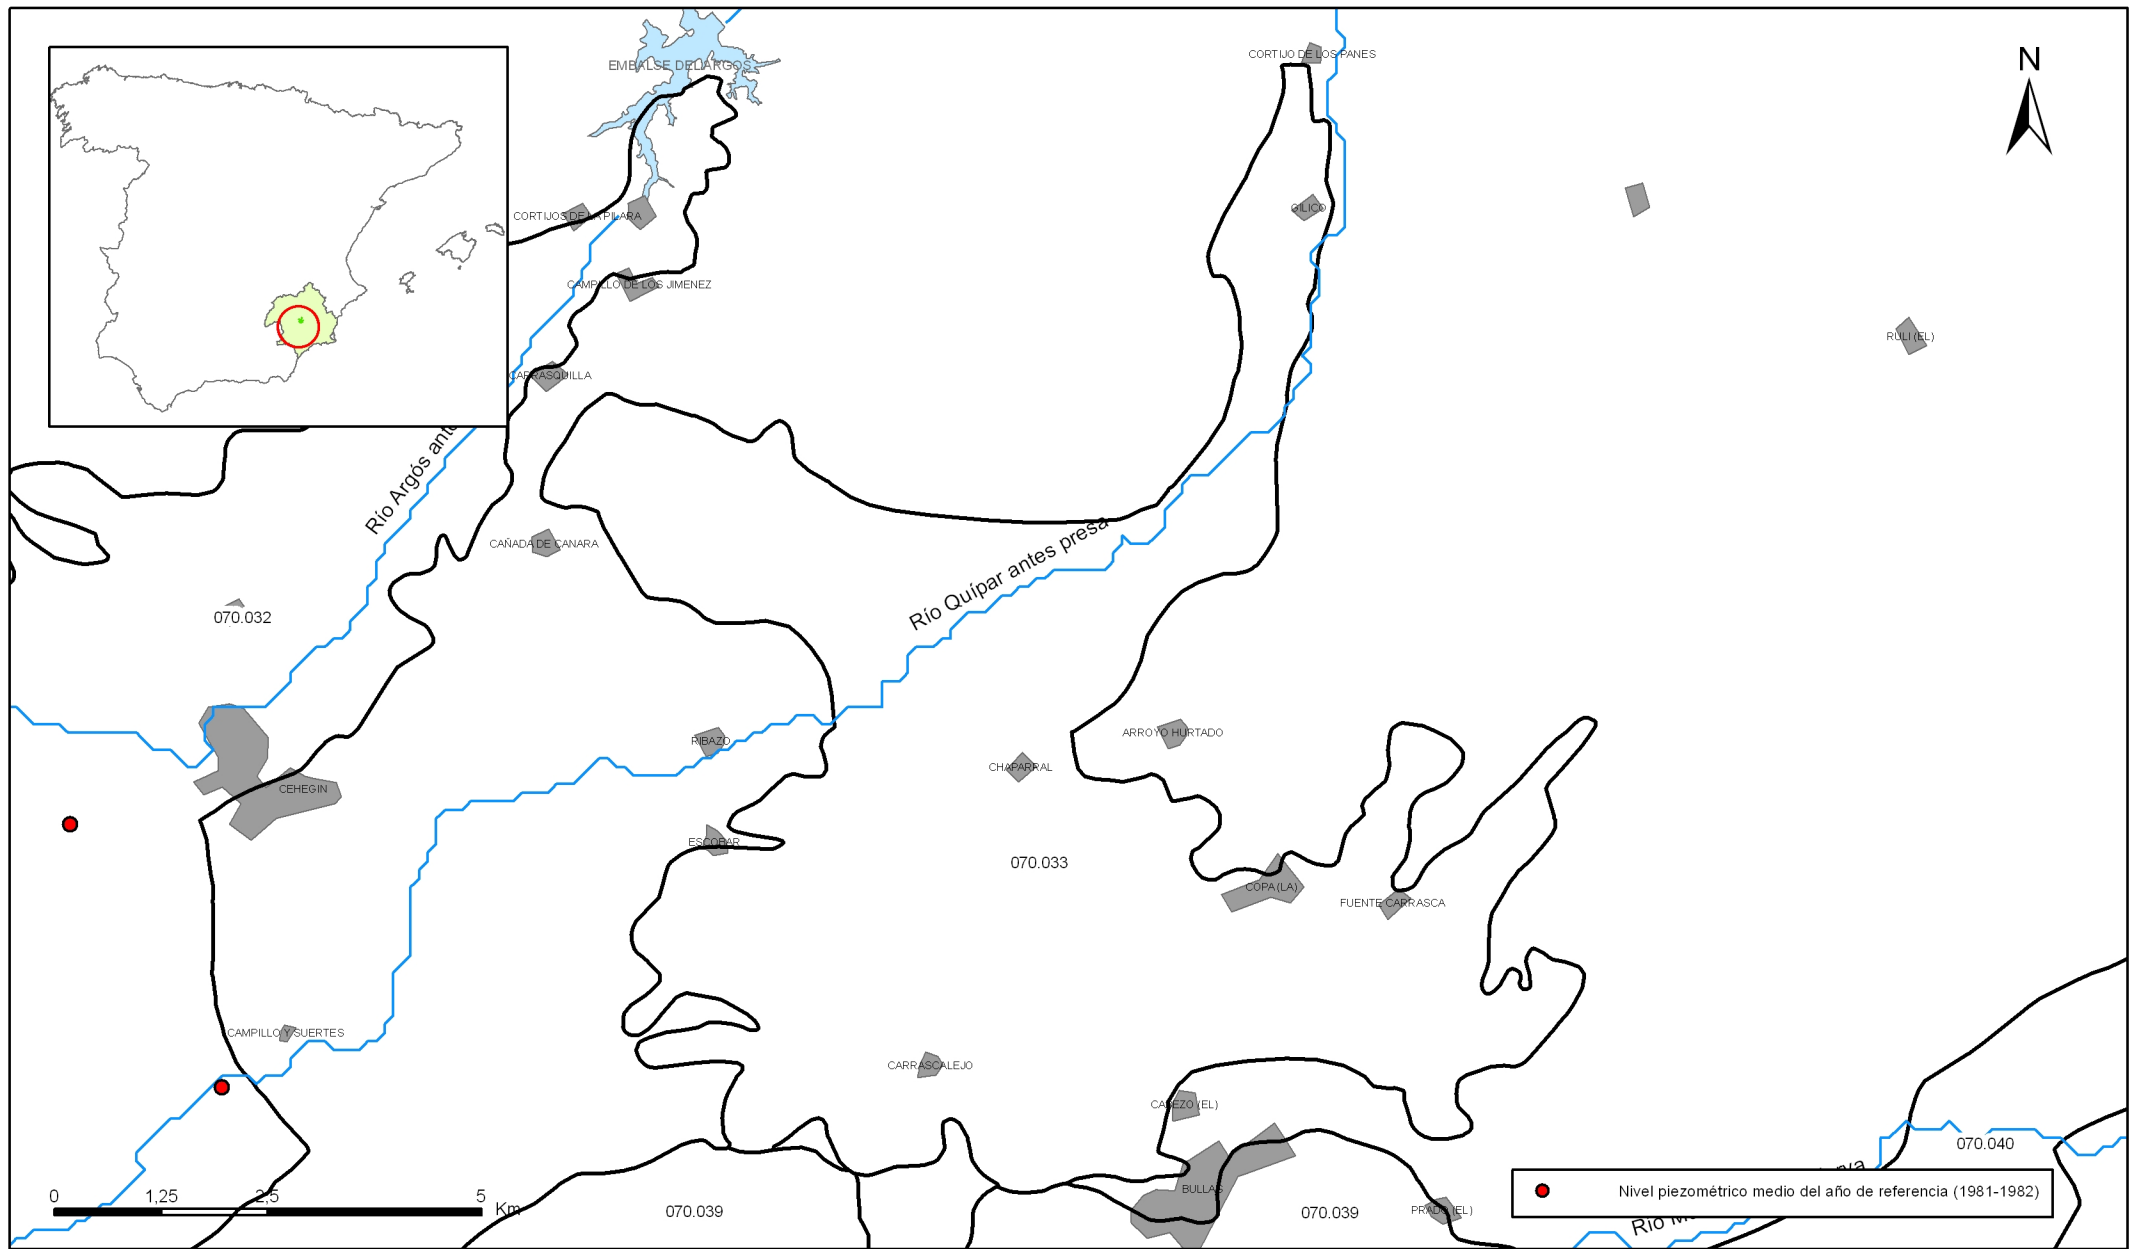 EMBALSE DEL ARGOS
CORTIJO DE LOS PANES
N
CORTIJOS DE LA PILARA
GILICO
CAMPILLO DE LOS JIMENEZ
RULI (EL)
CARRASQUILLA
Río Argós
CAÑADA DE CANARA
Río Quípar antes presa
070.032
ARROYO HURTADO
RIBAZO
CHAPARRAL
CEHEGIN
ESCOBAR
070.033
COPA (LA)
FUENTE CARRASCA
CAMPILLO Y SUERTES
CARRASCALEJO
CABEZO (EL)
070.040
BULLAS
Nivel piezométrico medio del año de referencia (1981-1982)
0 1,25 2,5 5
Km
070.039
070.039
PRADO (EL)
Río